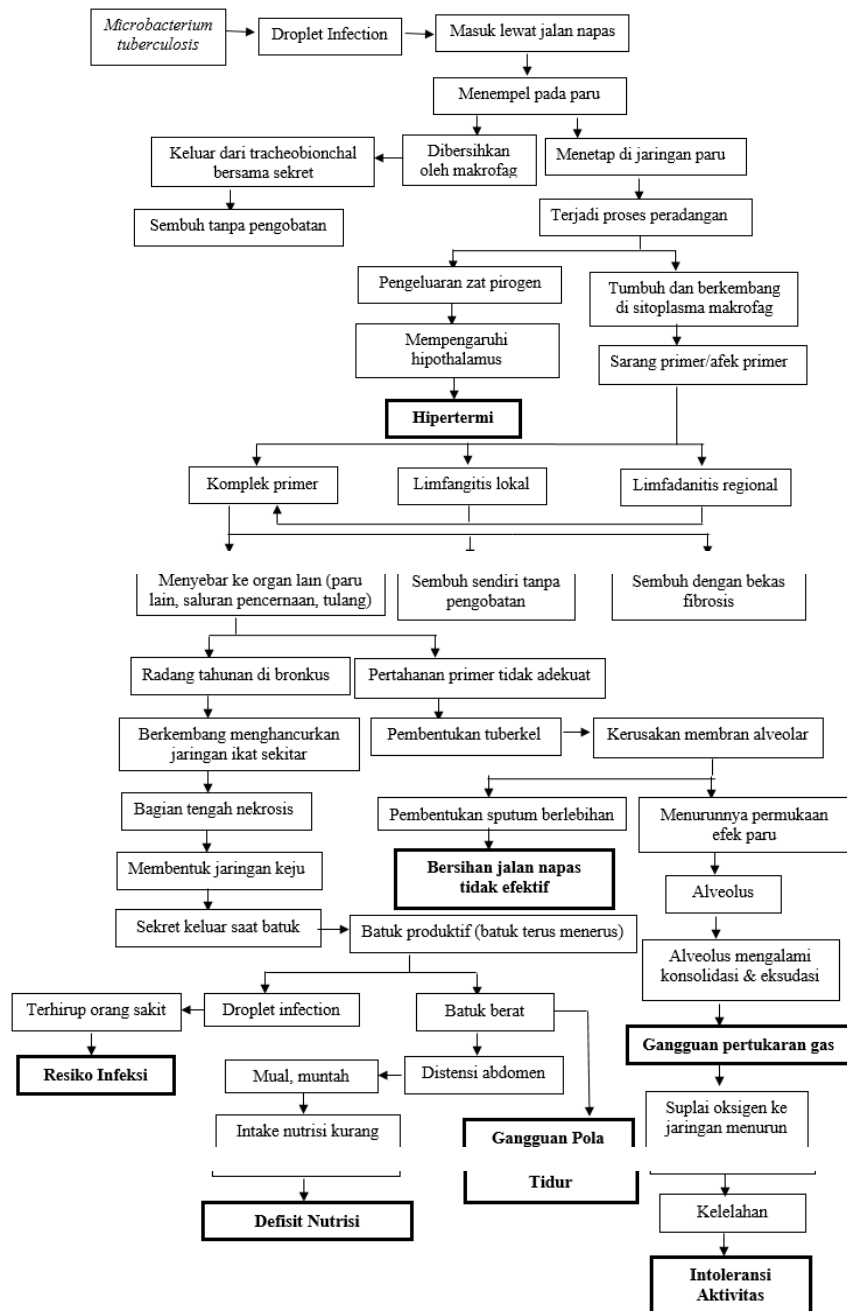 Microbacterium
tuberculosis
Droplet Infection
Masuk lewat jalan napas
Menempel pada paru
Keluar dari tracheobionchal
bersama sekret
Dibersihkan
oleh makrofag
Menetap di jaringan paru
Sembuh tanpa pengobatan
Terjadi proses peradangan
Pengeluaran zat pirogen
Tumbuh dan berkembang
di sitoplasma makrofag
Mempengaruhi
hipothalamus
Sarang primer/afek primer
Hipertermi
Komplek primer
Limfangitis lokal
Limfadanitis regional
Menyebar ke organ lain (paru
lain, saluran pencernaan, tulang)
Sembuh sendiri tanpa
pengobatan
Sembuh dengan bekas
fibrosis
Radang tahunan di bronkus
Pertahanan primer tidak adekuat
Berkembang menghancurkan
jaringan ikat sekitar
Pembentukan tuberkel
Kerusakan membran alveolar
Bagian tengah nekrosis
Pembentukan sputum berlebihan
Menurunnya permukaan
efek paru
Membentuk jaringan keju
Bersihan jalan napas
tidak efektif
Alveolus
Sekret keluar saat batuk
Batuk produktif (batuk terus menerus)
Alveolus mengalami
konsolidasi & eksudasi
Terhirup orang sakit
Droplet infection
Batuk berat
Gangguan pertukaran gas
Resiko Infeksi
Mual, muntah
Distensi abdomen
Suplai oksigen ke
jaringan menurun
Intake nutrisi kurang
Gangguan Pola
Tidur
Defisit Nutrisi
Kelelahan
Intoleransi
Aktivitas